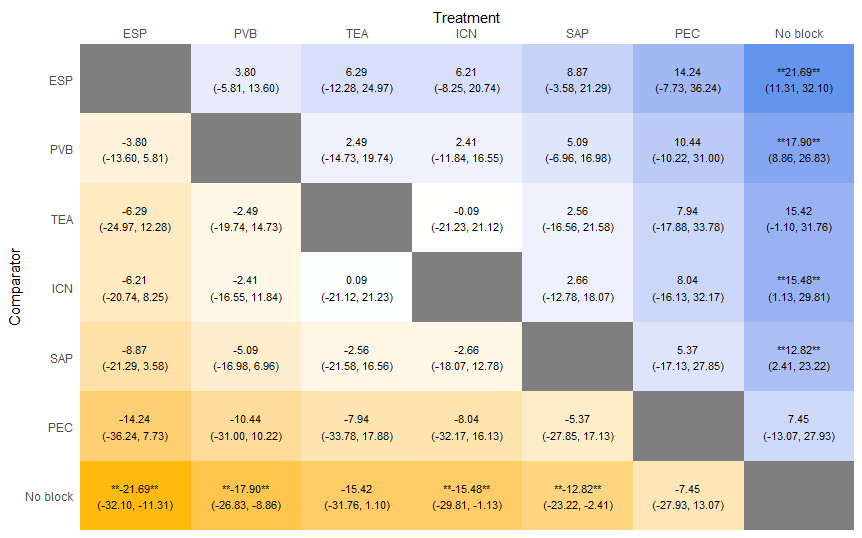 Treatment
ESP PVB TEA ICN SAP PEC No block
Comparator
ESP
3.80 6.29 6.21 8.87 14.24 **21.69**
(-5.81, 13.60) (-12.28, 24.97) (-8.25, 20.74) (-3.58, 21.29) (-7.73, 36.24) (11.31, 32.10)
PVB
-3.80 2.49 2.41 5.09 10.44 **17.90**
(-13.60, 5.81) (-14.73, 19.74) (-11.84, 16.55) (-6.96, 16.98) (-10.22, 31.00) (8.86, 26.83)
TEA
-6.29 -2.49 -0.09 2.56 7.94 15.42
(-24.97, 12.28) (-19.74, 14.73) (-21.23, 21.12) (-16.56, 21.58) (-17.88, 33.78) (-1.10, 31.76)
ICN
-6.21 -2.41 0.09 2.66 8.04 **15.48**
(-20.74, 8.25) (-16.55, 11.84) (-21.12, 21.23) (-12.78, 18.07) (-16.13, 32.17) (1.13, 29.81)
SAP
-8.87 -5.09 -2.56 -2.66 5.37 **12.82**
(-21.29, 3.58) (-16.98, 6.96) (-21.58, 16.56) (-18.07, 12.78) (-17.13, 27.85) (2.41, 23.22)
PEC
-14.24 -10.44 -7.94 -8.04 -5.37 7.45
(-36.24, 7.73) (-31.00, 10.22) (-33.78, 17.88) (-32.17, 16.13) (-27.85, 17.13) (-13.07, 27.93)
No block
**-21.69** **-17.90** -15.42 **-15.48** **-12.82** -7.45
(-32.10, -11.31) (-26.83, -8.86) (-31.76, 1.10) (-29.81, -1.13) (-23.22, -2.41) (-27.93, 13.07)